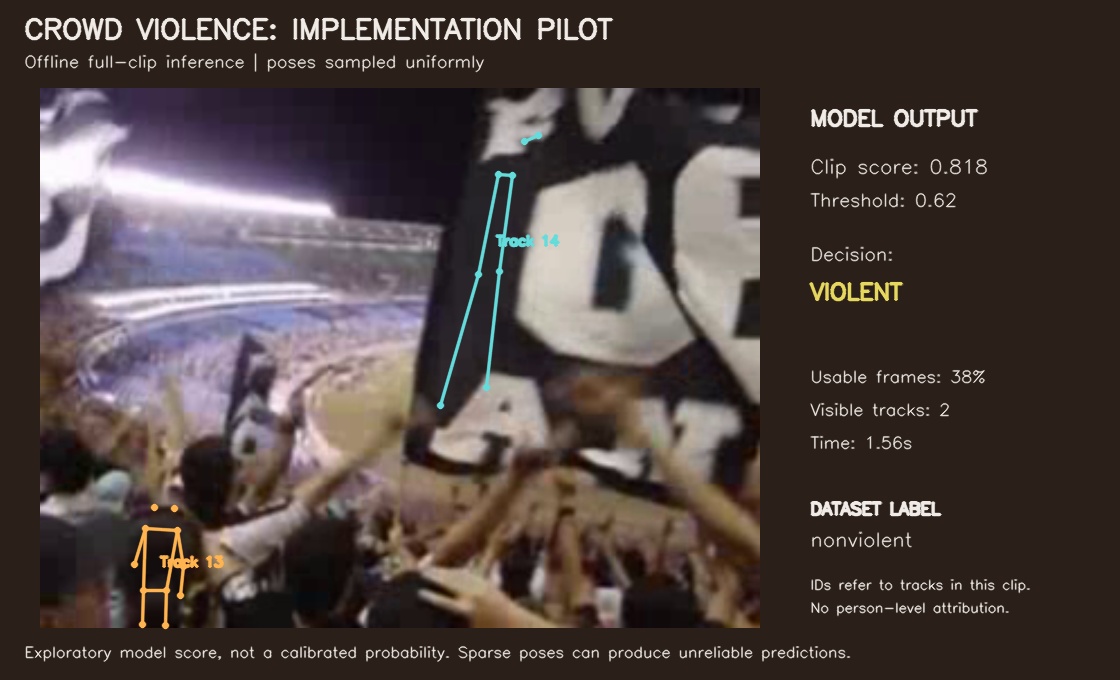 CROWD VIOLENCE: IMPLEMENTATION PILOT
Offline full-clip inference | poses sampled uniformly
MODEL OUTPUT
Clip score: 0.818
Threshold: 0.62
Decision:
VIOLENT
Usable frames: 38%
Visible tracks: 2
Time: 1.56s
DATASET LABEL
nonviolent
IDs refer to tracks in this clip.
No person-level attribution.
Track 14
Track 13
Exploratory model score, not a calibrated probability. Sparse poses can produce unreliable predictions.